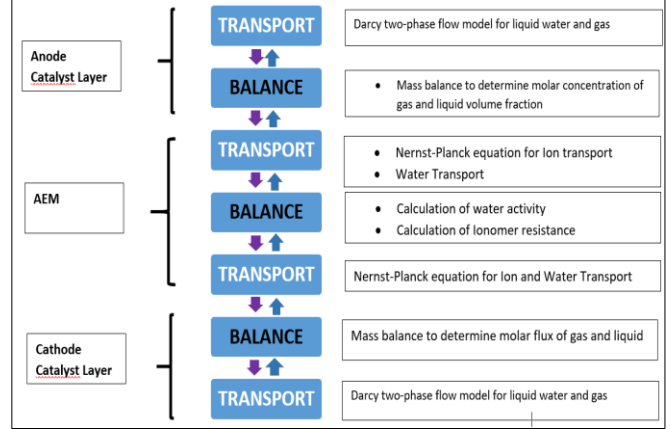 TRANSPORT
Darcy two-phase flow model for liquid water and gas
Anode
Catalyst Layer
BALANCE
• Mass balance to determine molar concentration of
gas and liquid volume fraction
TRANSPORT
• Nernst-Planck equation for Ion transport
• Water Transport
AEM
BALANCE
• Calculation of water activity
• Calculation of Ionomer resistance
TRANSPORT
Nernst-Planck equation for Ion and Water Transport
Cathode
Catalyst Layer
BALANCE
Mass balance to determine molar flux of gas and liquid
TRANSPORT
Darcy two-phase flow model for liquid water and gas